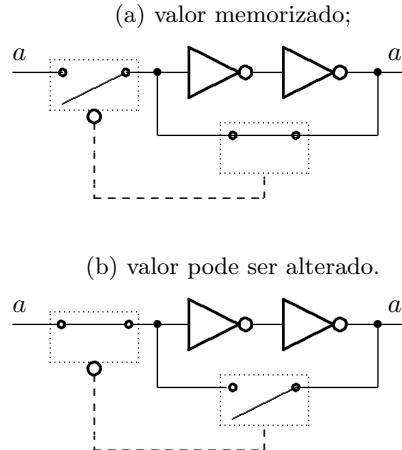 (a) valor memorizado;
a a
(b) valor pode ser alterado.
a a